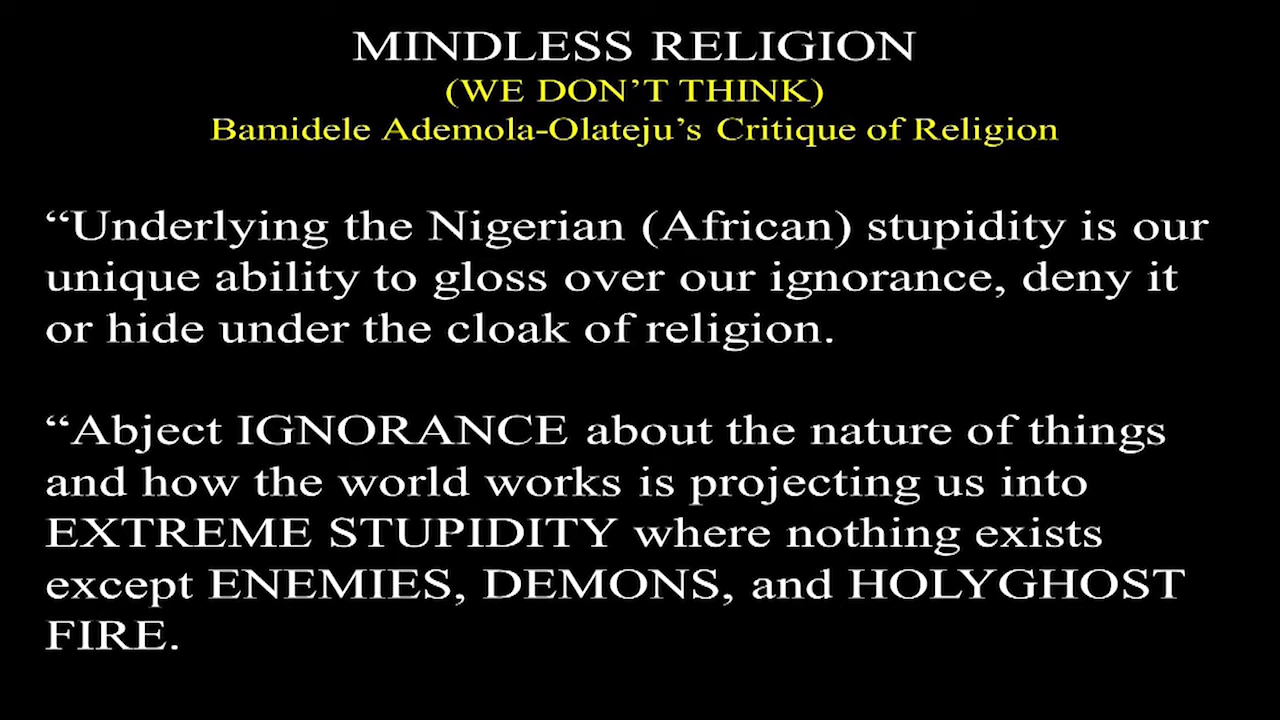 MINDLESS RELIGION
(WE DON’T THINK)
Bamidele Ademola-Olateju’s Critique of Religion
“Underlying the Nigerian (African) stupidity is our
unique ability to gloss over our ignorance, deny it
or hide under the cloak of religion.
“Abject IGNORANCE about the nature of things
and how the world works is projecting us into
EXTREME STUPIDITY where nothing exists
except ENEMIES, DEMONS, and HOLYGHOST
FIRE.